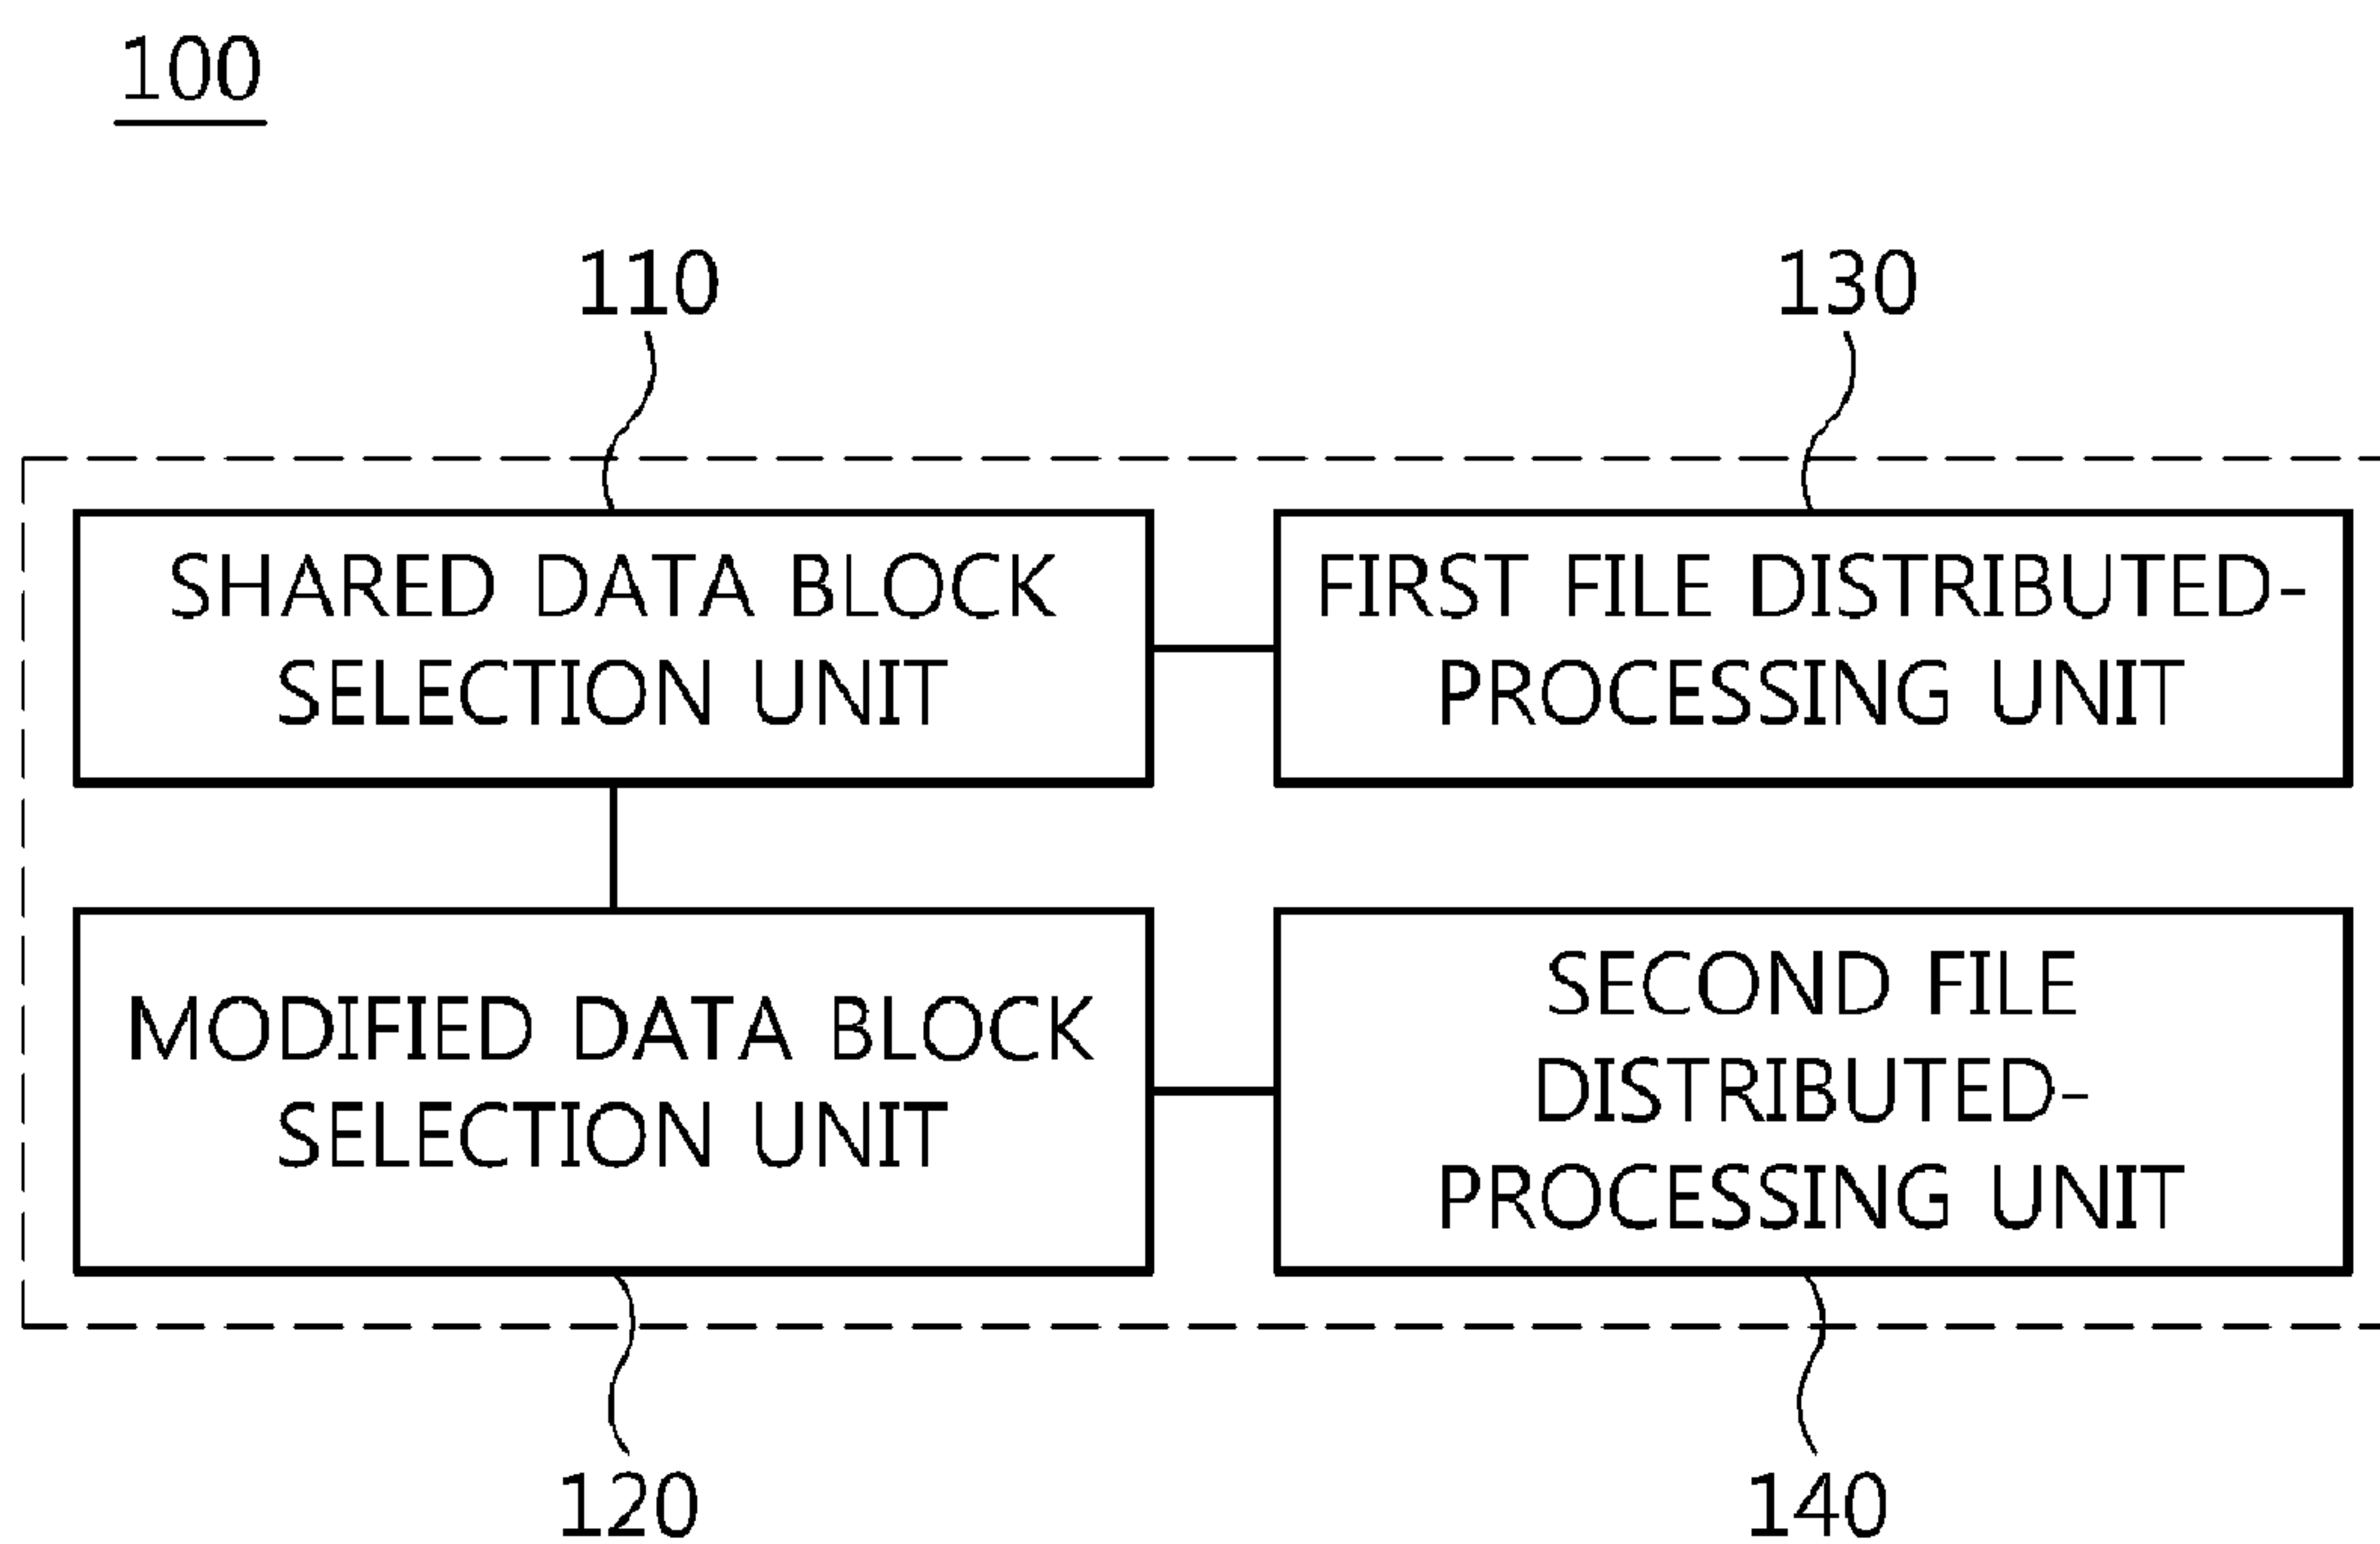 100
110
130
SHARED DATA BLOCK
SELECTION UNIT
FIRST FILE DISTRIBUTED-
PROCESSING UNIT
MODIFIED DATA BLOCK
SELECTION UNIT
SECOND FILE
DISTRIBUTED-
PROCESSING UNIT
120
140